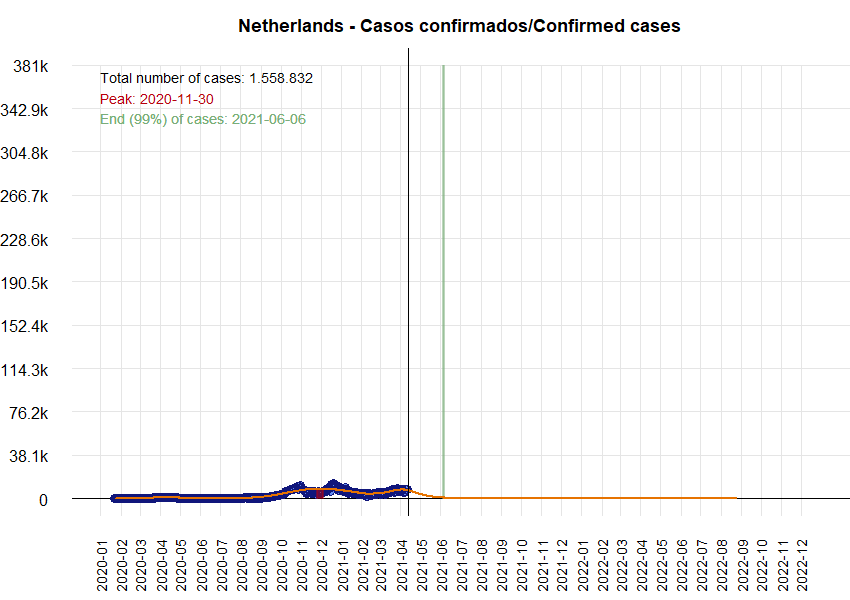 Netherlands - Casos confirmados/Confirmed cases
381k
342.9k
304.8k
266.7k
228.6k
190.5k
152.4k
114.3k
76.2k
38.1k
0
Total number of cases: 1.558.832
Peak: 2020-11-30
End (99%) of cases: 2021-06-06
2020-01
2020-02
2020-03
2020-04
2020-05
2020-06
2020-07
2020-08
2020-09
2020-10
2020-11
2020-12
2021-01
2021-02
2021-03
2021-04
2021-05
2021-06
2021-07
2021-08
2021-09
2021-10
2021-11
2021-12
2022-01
2022-02
2022-03
2022-04
2022-05
2022-06
2022-07
2022-08
2022-09
2022-10
2022-11
2022-12